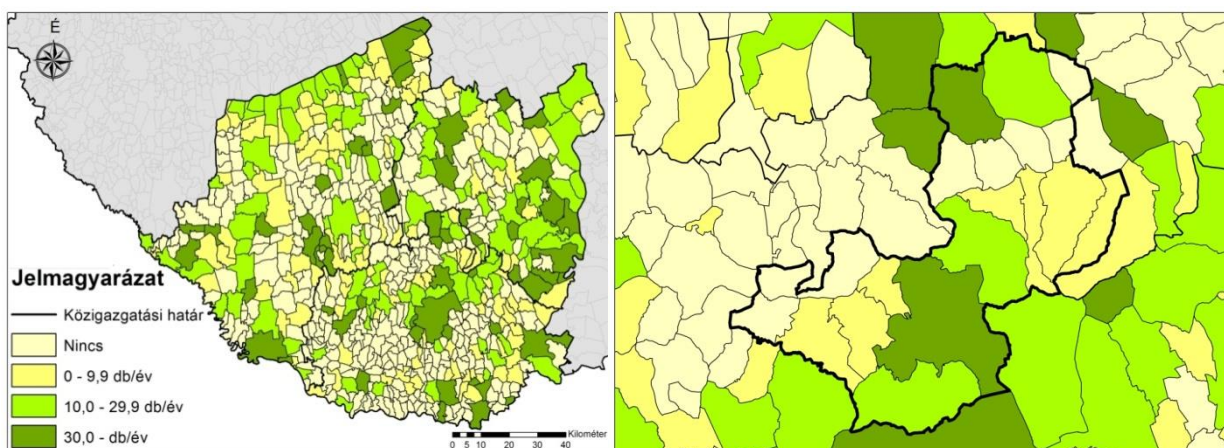 É
Jelmagyarázat
Közigazgatási határ
Nincs
0 - 9,9 db/év
10,0 - 29,9 db/év
30,0 - db/év
Kilométer
0 5 10 20 30 40